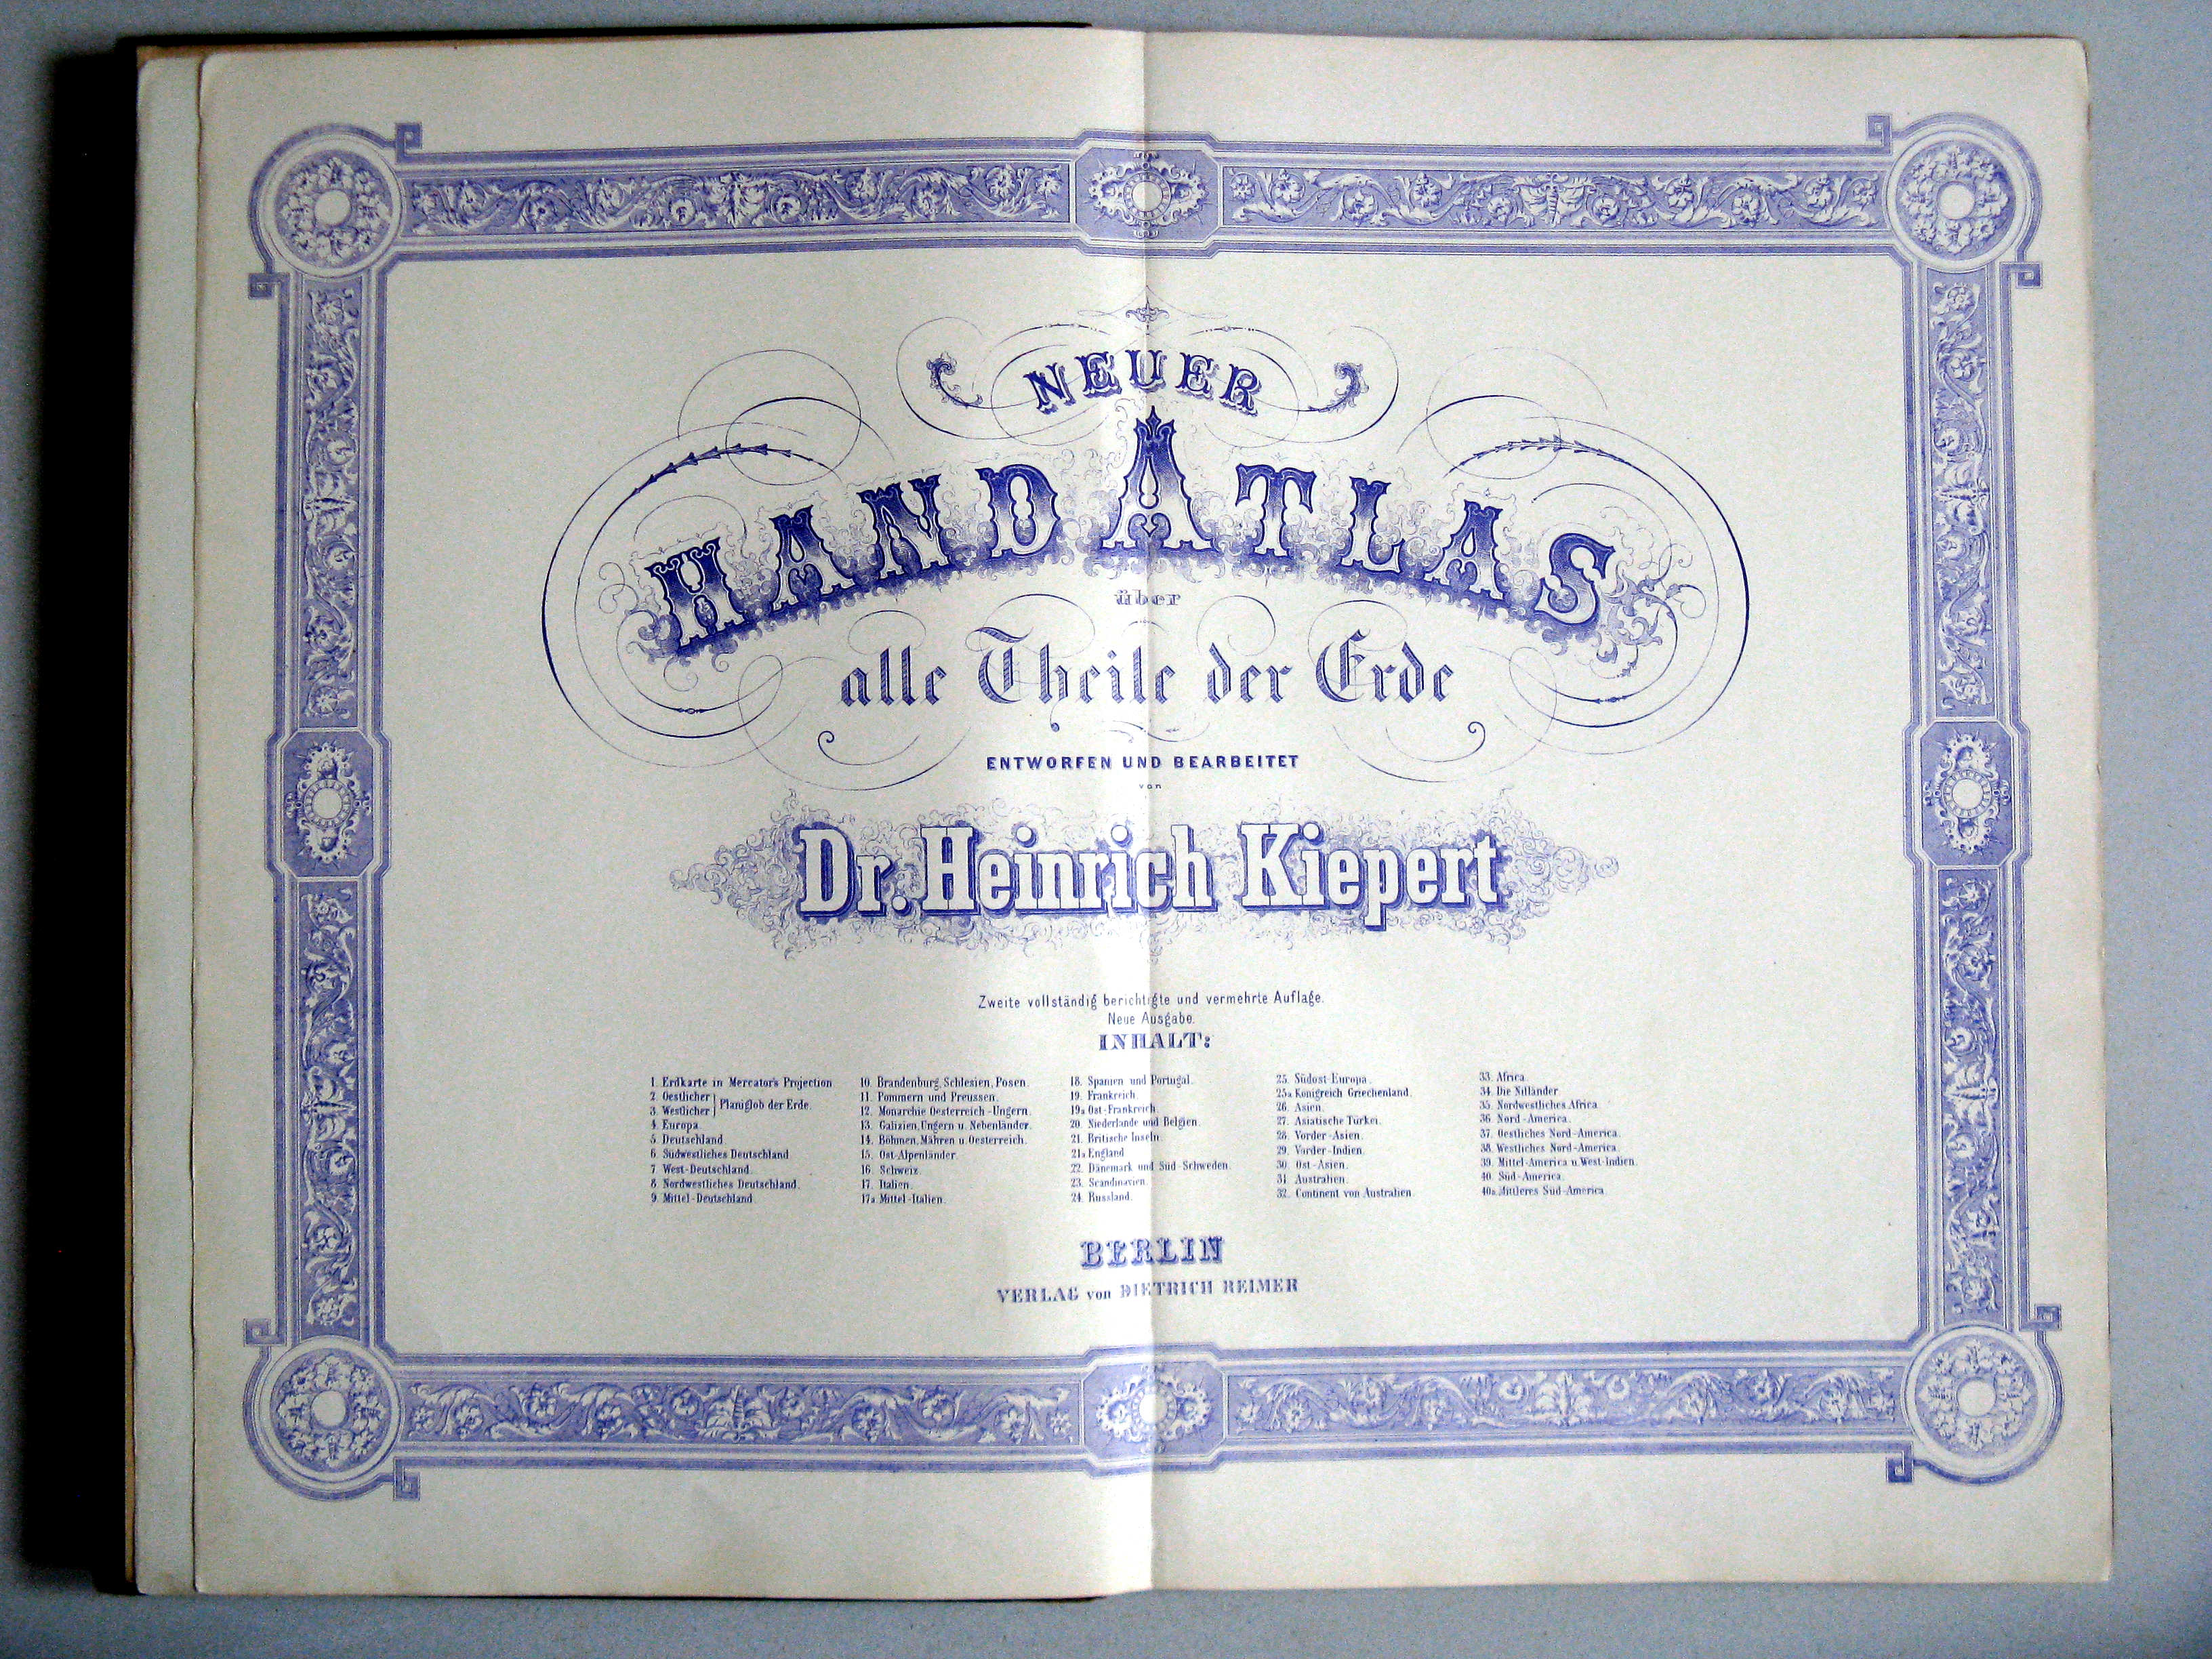 NEUER
HANDATLAS
über
alle Theile der Erde
ENTWORFEN UND BEARBEITET
von
Dr. Heinrich Kiepert
Zweite vollständig berichtigte und vermehrte Auflage.
Neue Ausgabe.
INHALT:
1. Erdkarte in Mercator's Projection
2. Oestlicher
3. Westlicher
Planiglob der Erde.
4. Europa.
5. Deutschland
6. Südwestliches Deutschland
7. West-Deutschland.
8. Nordwestliches Deutschland.
9. Mittel-Deutschland
10. Brandenburg, Schlesien, Posen.
11. Pommern und Preussen.
12. Monarchie Oesterreich-Ungern.
13. Galizien, Ungern u. Nebenländer.
14. Böhmen, Mähren u. Oesterreich.
15. Ost-Alpenländer.
16. Schweiz.
17. Italien.
17a. Mittel-Italien.
18. Spanien und Portugal.
19. Frankreich.
19a Ost-Frankreich.
20. Niederlande und Belgien.
21. Britische Inseln.
21a England
22. Dänemark und Süd-Schweden.
23. Scandinavien.
24. Russland.
25. Südost-Europa.
25a Königreich Griechenland.
26. Asien.
27. Asiatische Türkei.
28. Vorder-Asien.
29. Vorder-Indien.
30. Ost-Asien.
31. Australien.
32. Continent von Australien.
33. Africa.
34. Die Nilländer
35. Nordwestliches Africa.
36. Nord-America.
37. Oestliches Nord-America.
38. Westliches Nord-America.
39. Mittel-America u. West-Indien.
40. Süd-America.
40a. Mittleres Süd-America.
BERLIN
VERLAG von DIETRICH REIMER